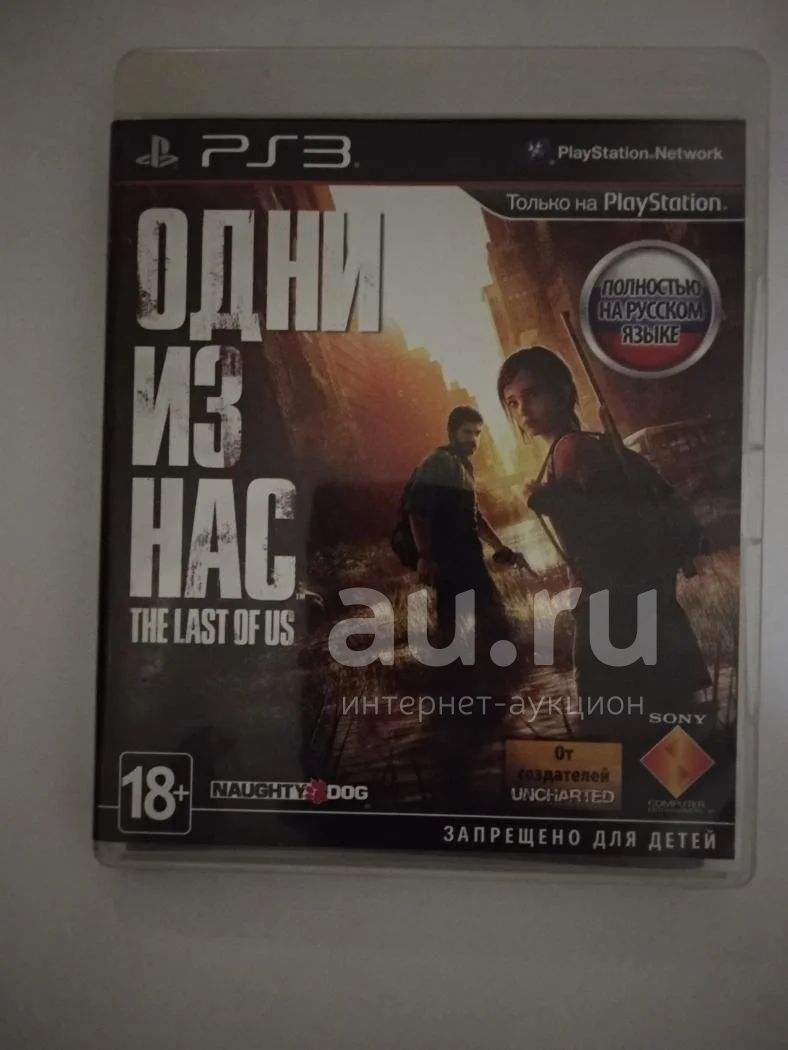 PS3
PlayStation Network
Только на PlayStation
ПОЛНОСТЬЮ
НА РУССКОМ
ЯЗЫКЕ
ОДНИ
ИЗ
НАС
THE LAST OF US
au.ru
интернет-аукцион
SONY
COMPUTER
От
создателей
UNCHARTED
18+
NAUGHTY DOG
ЗАПРЕЩЕНО ДЛЯ ДЕТЕЙ